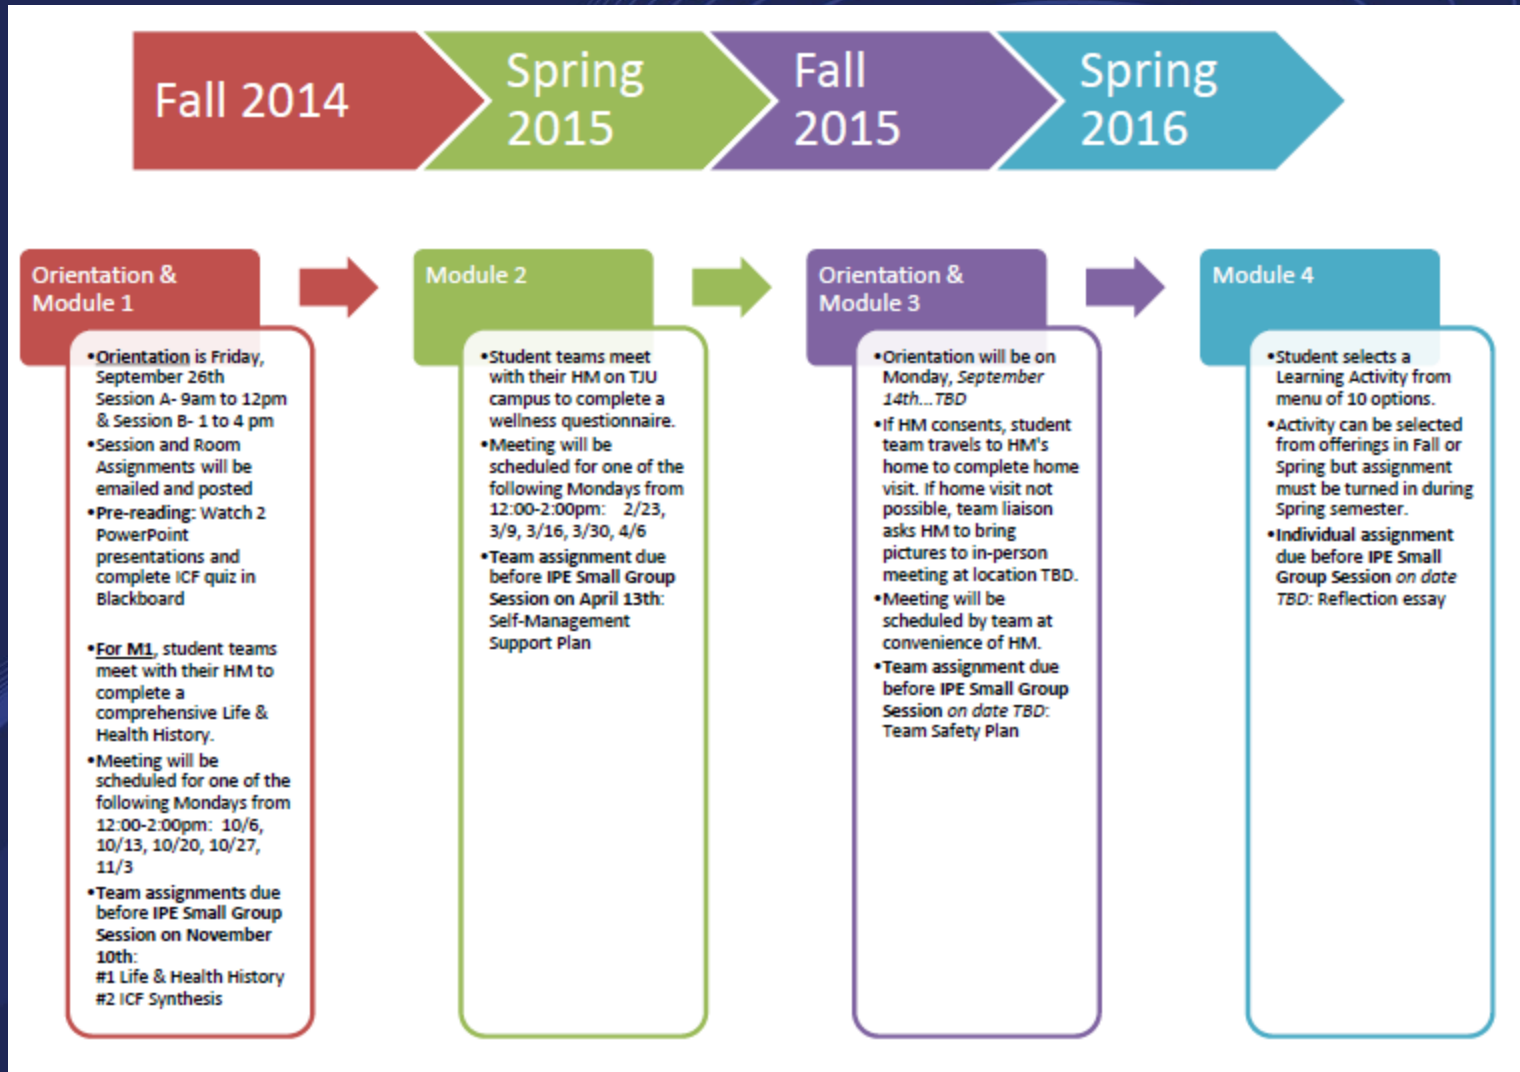 Fall 2014
Spring
2015
Fall
2015
Spring
2016
Orientation &
Module 1
•Orientation is Friday,
September 26th
Session A- 9am to 12pm
& Session B- 1 to 4 pm
•Session and Room
Assignments will be
emailed and posted
•Pre-reading: Watch 2
PowerPoint
presentations and
complete ICF quiz in
Blackboard
•For M1, student teams
meet with their HM to
complete a
comprehensive Life &
Health History.
•Meeting will be
scheduled for one of the
following Mondays from
12:00-2:00pm: 10/6,
10/13, 10/20, 10/27,
11/3
•Team assignments due
before IPE Small Group
Session on November
10th:
#1 Life & Health History
#2 ICF Synthesis
Module 2
•Student teams meet
with their HM on TJU
campus to complete a
wellness questionnaire.
•Meeting will be
scheduled for one of the
following Mondays from
12:00-2:00pm: 2/23,
3/9, 3/16, 3/30, 4/6
•Team assignment due
before IPE Small Group
Session on April 13th:
Self-Management
Support Plan
Orientation &
Module 3
•Orientation will be on
Monday, September
14th...TBD
•If HM consents, student
team travels to HM's
home to complete home
visit. If home visit not
possible, team liaison
asks HM to bring
pictures to in-person
meeting at location TBD.
•Meeting will be
scheduled by team at
convenience of HM.
•Team assignment due
before IPE Small Group
Session on date TBD:
Team Safety Plan
Module 4
•Student selects a
Learning Activity from
menu of 10 options.
•Activity can be selected
from offerings in Fall or
Spring but assignment
must be turned in during
Spring semester.
•Individual assignment
due before IPE Small
Group Session on date
TBD: Reflection essay